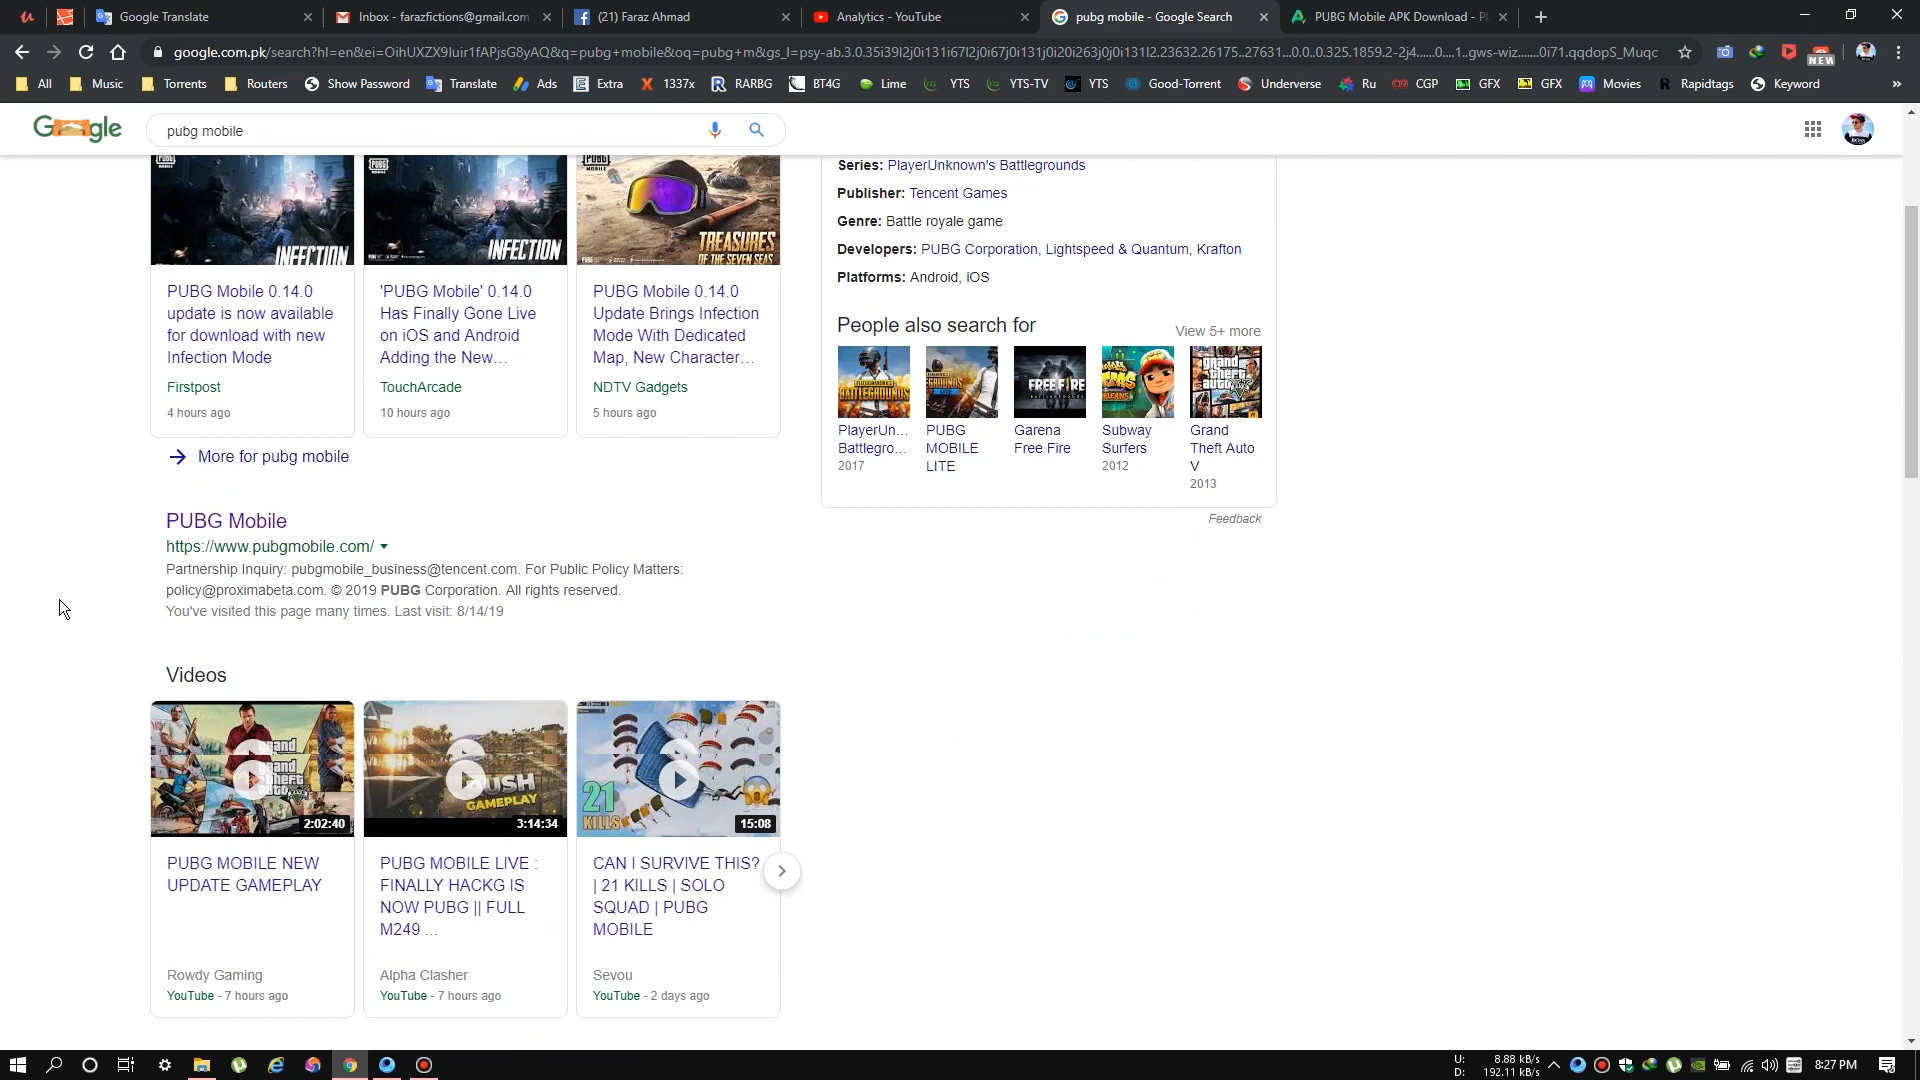 Google Translate
Inbox - farazfictions@gmail.com
(21) Faraz Ahmad
Analytics - YouTube
pubg mobile - Google Search
PUBG Mobile APK Download -
google.com.pk/search?hl=en&ei=OihUXZX9Iuir1fAPjsG8yAQ&q=pubg+mobile&oq=pubg+m&gs_l=psy-ab.3.0.35i39l2j0i131i67l2j0i67j0i131j0i20i263j0j0i131l2.23632.26175..27631...0.0..0.325.1859.2-2j4.....0....1..gws-wiz.......0i71.qqdopS_Muqc
NEW
All
Music
Torrents
Routers
Show Password
Translate
Ads
Extra
1337x
RARBG
BT4G
Lime
YTS
YTS-TV
YTS
Good-Torrent
Underverse
Ru
CGP
GFX
GFX
Movies
Rapidtags
Keyword
pubg mobile
INFECTION
INFECTION
TREASURES
OF THE SEVEN SEAS
PUBG Mobile 0.14.0
update is now available
for download with new
Infection Mode
Firstpost
4 hours ago
'PUBG Mobile' 0.14.0
Has Finally Gone Live
on iOS and Android
Adding the New...
TouchArcade
10 hours ago
PUBG Mobile 0.14.0
Update Brings Infection
Mode With Dedicated
Map, New Character...
NDTV Gadgets
5 hours ago
→ More for pubg mobile
Series: PlayerUnknown's Battlegrounds
Publisher: Tencent Games
Genre: Battle royale game
Developers: PUBG Corporation, Lightspeed & Quantum, Krafton
Platforms: Android, iOS
People also search for
View 5+ more
FREE FIRE
PlayerUn...
Battlegro...
2017
PUBG
MOBILE
LITE
Garena
Free Fire
Subway
Surfers
2012
Grand
Theft Auto
V
2013
Feedback
PUBG Mobile
https://www.pubgmobile.com/
Partnership Inquiry: pubgmobile_business@tencent.com. For Public Policy Matters:
policy@proximabeta.com. © 2019 PUBG Corporation. All rights reserved.
You've visited this page many times. Last visit: 8/14/19
Videos
2:02:40
GAMEPLAY
3:14:34
21
KILLS
15:08
PUBG MOBILE NEW
UPDATE GAMEPLAY
Rowdy Gaming
YouTube - 7 hours ago
PUBG MOBILE LIVE :
FINALLY HACKG IS
NOW PUBG || FULL
M249 ...
Alpha Clasher
YouTube - 7 hours ago
CAN I SURVIVE THIS?
| 21 KILLS | SOLO
SQUAD | PUBG
MOBILE
Sevou
YouTube - 2 days ago
U: 8.88 kB/s
D: 192.11 kB/s
8:27 PM